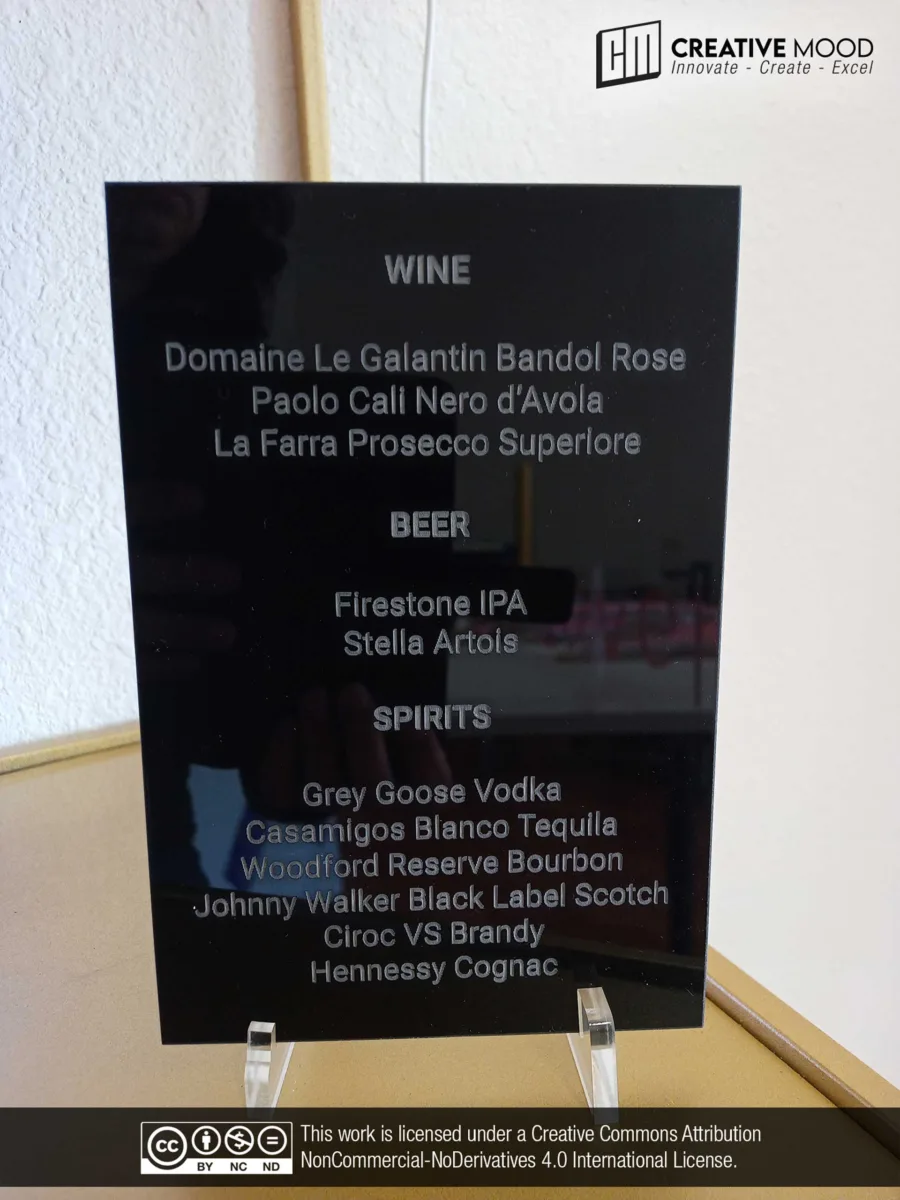 CM CREATIVE MOOD
Innovate - Create - Excel
WINE
Domaine Le Galantin Bandol Rose
Paolo Cali Nero d'Avola
La Farra Prosecco Superiore
BEER
Firestone IPA
Stella Artois
SPIRITS
Grey Goose Vodka
Casamigos Blanco Tequila
Woodford Reserve Bourbon
Johnny Walker Black Label Scotch
Ciroc VS Brandy
Hennessy Cognac
cc BY NC ND
This work is licensed under a Creative Commons Attribution
NonCommercial-NoDerivatives 4.0 International License.